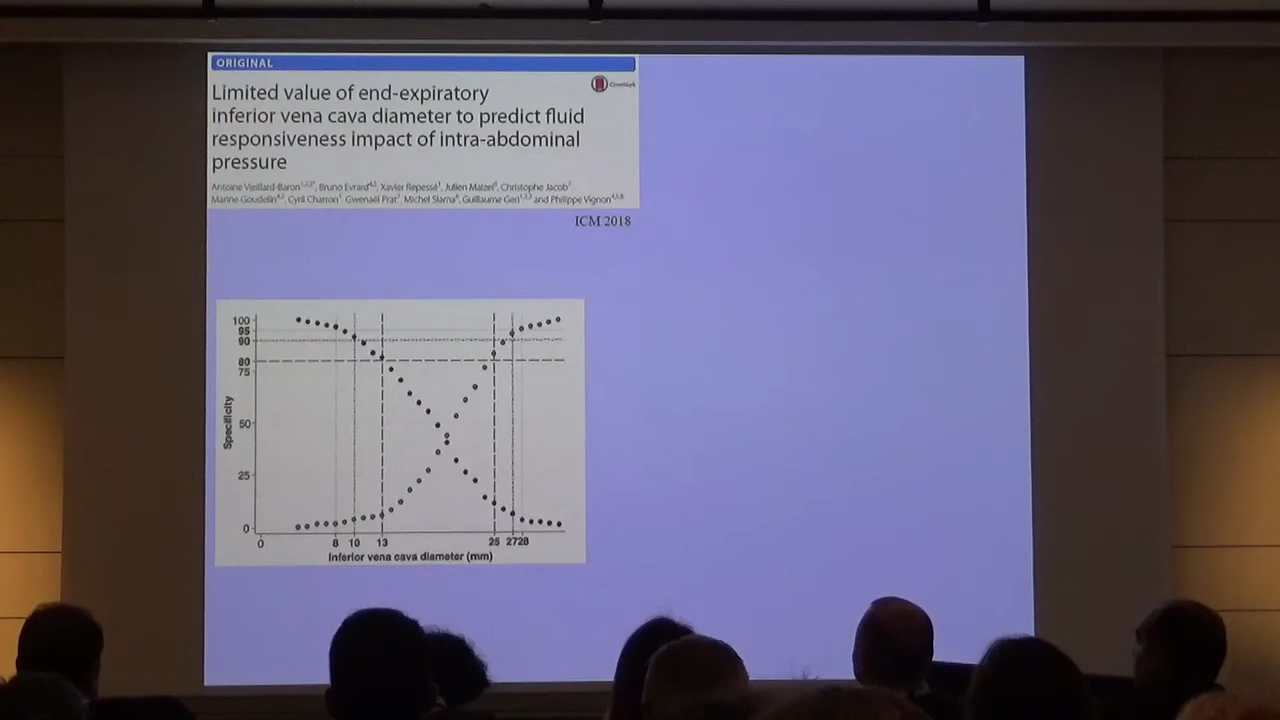 ORIGINAL
Limited value of end-expiratory
inferior vena cava diameter to predict fluid
responsiveness impact of intra-abdominal
pressure
CrossMark
Antoine Vieillard-Baron, Bruno Evrard, Xavier Repessé, Julien Maizel, Christophe Jacob
Marine Goudelin, Cyril Charron, Gwenaël Prat, Michel Slama, Guillaume Geri and Philippe Vignon
ICM 2018
100
95
90
80
75
50
25
0
Specificity
0 8 10 13 25 27 28
Inferior vena cava diameter (mm)